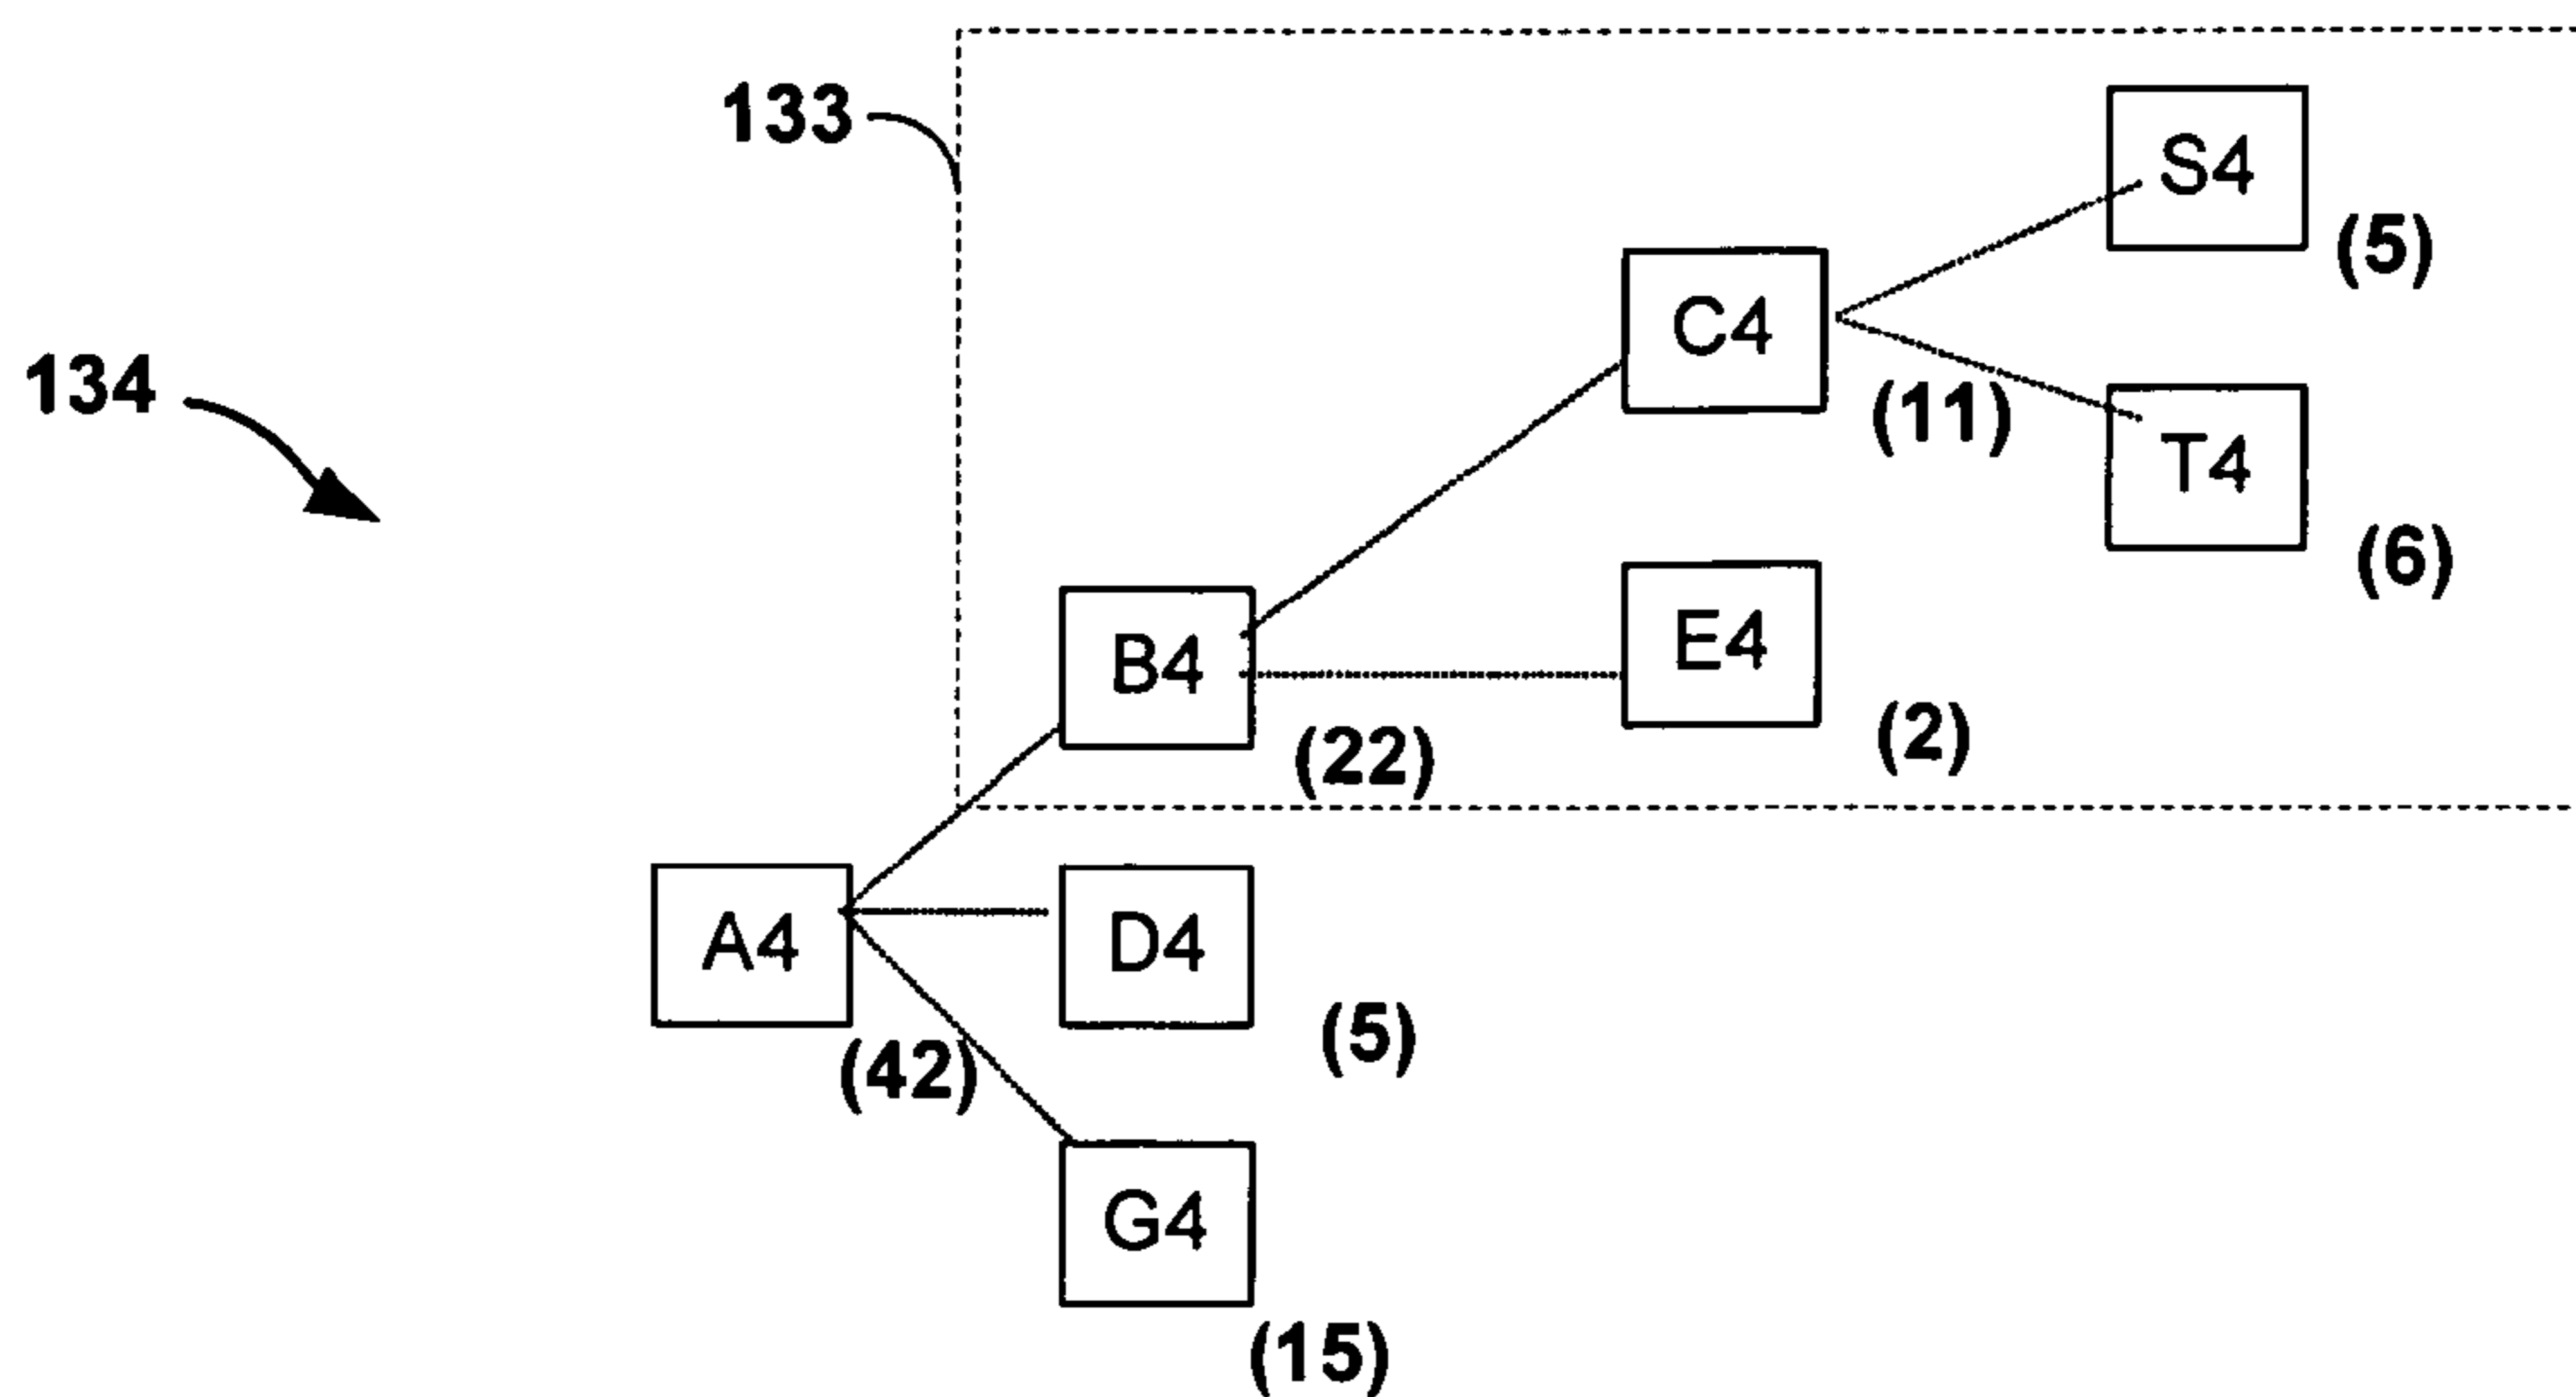 133
S4
(5)
C4
134
(11)
T4
(6)
E4
B4
(2)
(22)
A4
D4
(5)
(42)
G4
(15)